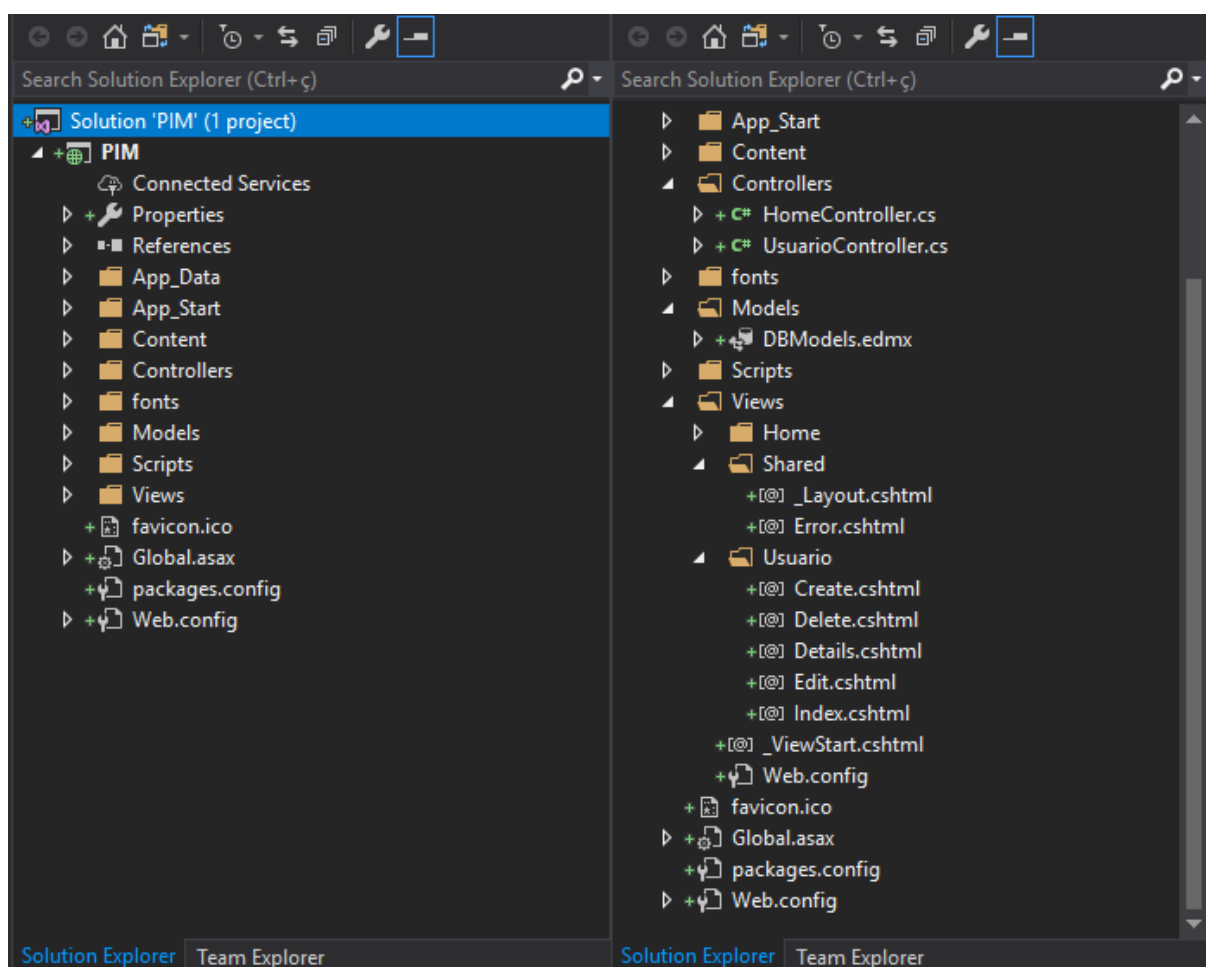 Search Solution Explorer (Ctrl+ç)
Solution 'PIM' (1 project)
PIM
Connected Services
Properties
References
App_Data
App_Start
Content
Controllers
fonts
Models
Scripts
Views
favicon.ico
Global.asax
packages.config
Web.config
Solution Explorer
Team Explorer
Search Solution Explorer (Ctrl+ç)
App_Start
Content
Controllers
C# HomeController.cs
C# UsuarioController.cs
fonts
Models
DBModels.edmx
Scripts
Views
Home
Shared
[@] _Layout.cshtml
[@] Error.cshtml
Usuario
[@] Create.cshtml
[@] Delete.cshtml
[@] Details.cshtml
[@] Edit.cshtml
[@] Index.cshtml
[@] _ViewStart.cshtml
Web.config
favicon.ico
Global.asax
packages.config
Web.config
Solution Explorer
Team Explorer